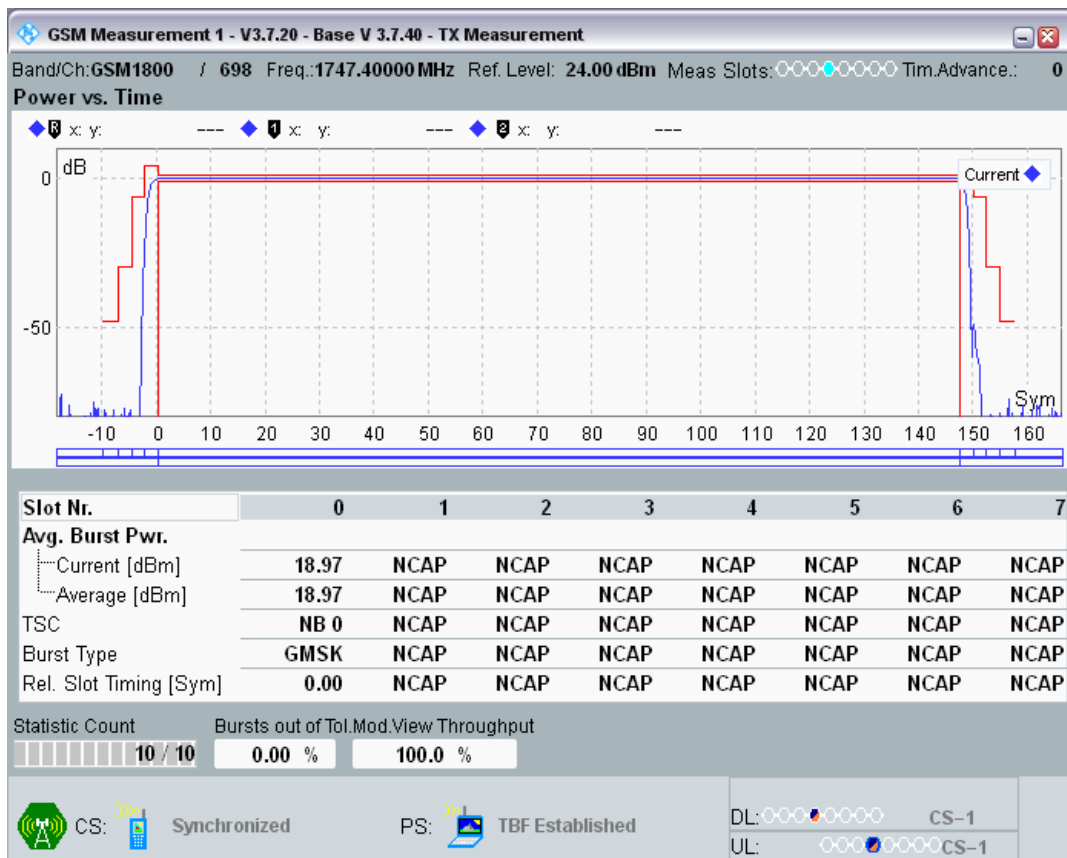 GSM Measurement 1 - V3.7.20 - Base V 3.7.40 - TX Measurement
Band/Ch:GSM1800 / 698 Freq.:1747.40000 MHz Ref. Level: 24.00 dBm Meas Slots: Tim.Advance.: 0
Power vs. Time
R x: y: --- 1 x: y: --- 2 x: y: ---
dB
Current
0
-50
Sym
-10 0 10 20 30 40 50 60 70 80 90 100 110 120 130 140 150 160
Slot Nr. 0 1 2 3 4 5 6 7
Avg. Burst Pwr.
Current [dBm] 18.97 NCAP NCAP NCAP NCAP NCAP NCAP NCAP
Average [dBm] 18.97 NCAP NCAP NCAP NCAP NCAP NCAP NCAP
TSC NB 0 NCAP NCAP NCAP NCAP NCAP NCAP NCAP
Burst Type GMSK NCAP NCAP NCAP NCAP NCAP NCAP NCAP
Rel. Slot Timing [Sym] 0.00 NCAP NCAP NCAP NCAP NCAP NCAP NCAP
Statistic Count Bursts out of Tol.Mod.View Throughput
10 / 10 0.00 % 100.0 %
CS: Synchronized PS: TBF Established
DL: CS-1
UL: CS-1